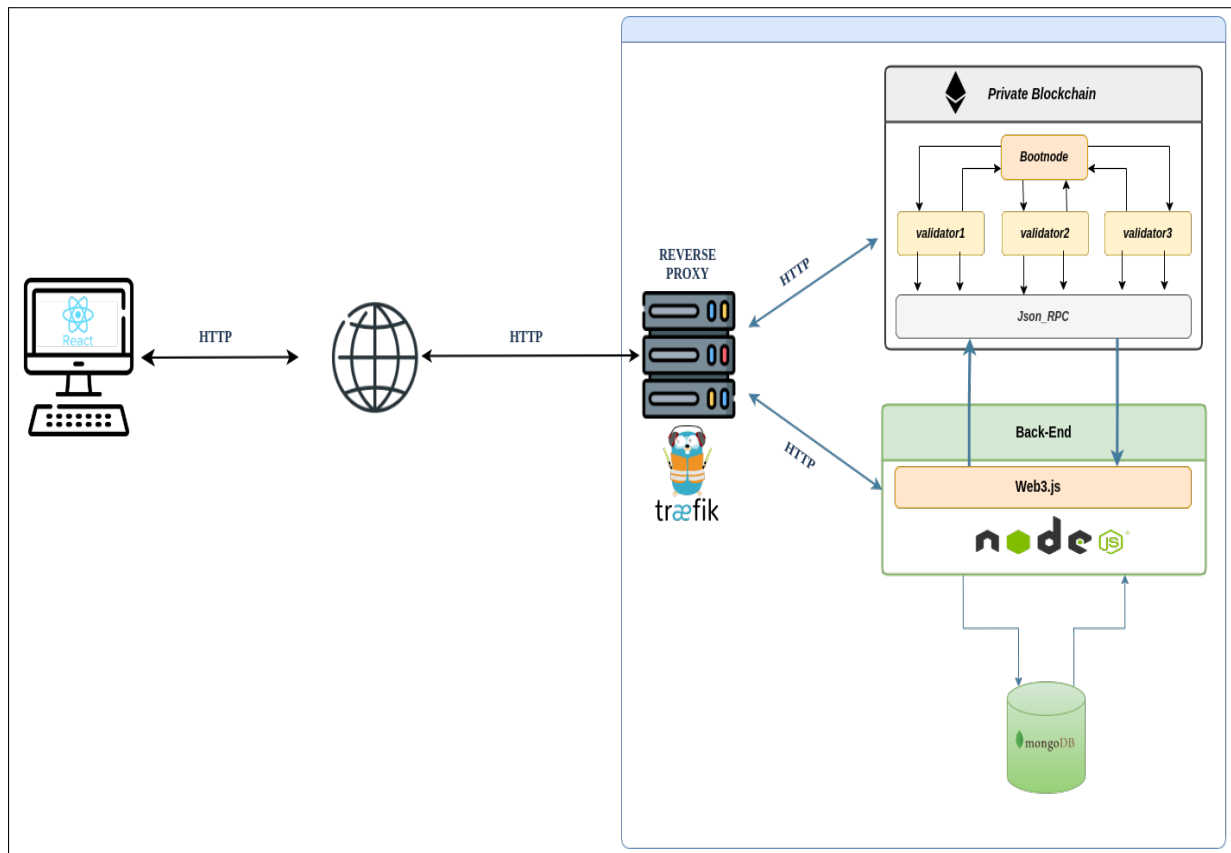 Private Blockchain
Bootnode
validator1
validator2
validator3
Json_RPC
REVERSE
PROXY
HTTP
HTTP
HTTP
HTTP
React
træfik
Back-End
Web3.js
node
JS
mongoDB